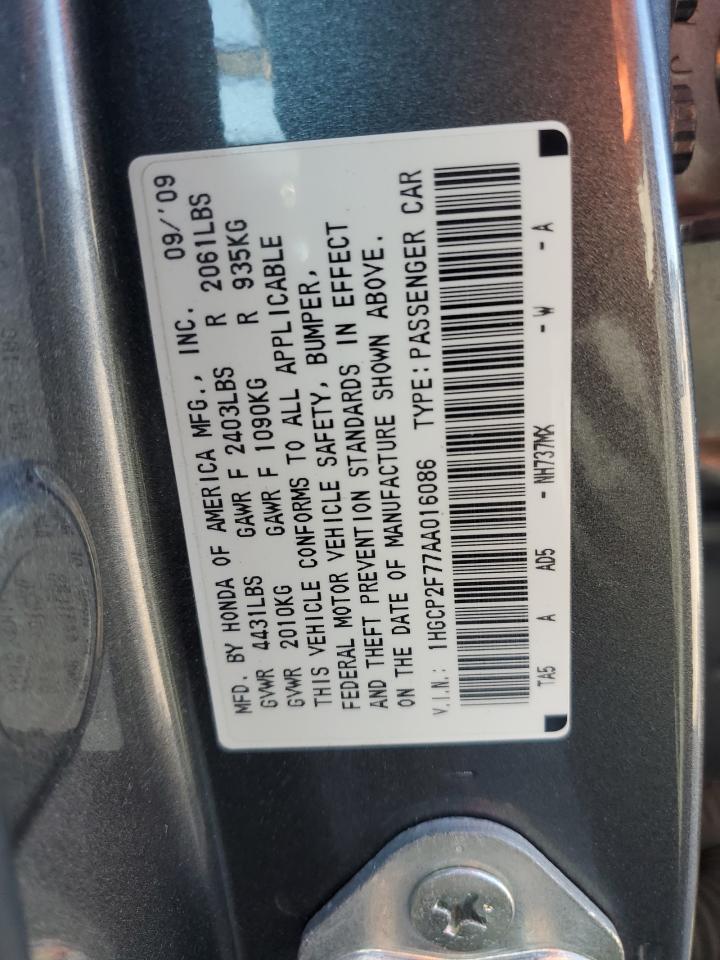 MFD. BY HONDA OF AMERICA MFG., INC. 09/'09
GVWR 4431LBS GAWR F 2403LBS R 2061LBS
GVWR 2010KG GAWR F 1090KG R 935KG
THIS VEHICLE CONFORMS TO ALL APPLICABLE
FEDERAL MOTOR VEHICLE SAFETY, BUMPER,
AND THEFT PREVENTION STANDARDS IN EFFECT
ON THE DATE OF MANUFACTURE SHOWN ABOVE.
V.I.N.: 1HGCP2F77AA016086 TYPE:PASSENGER CAR
TA5 A AD5 - NH737MX - W - A